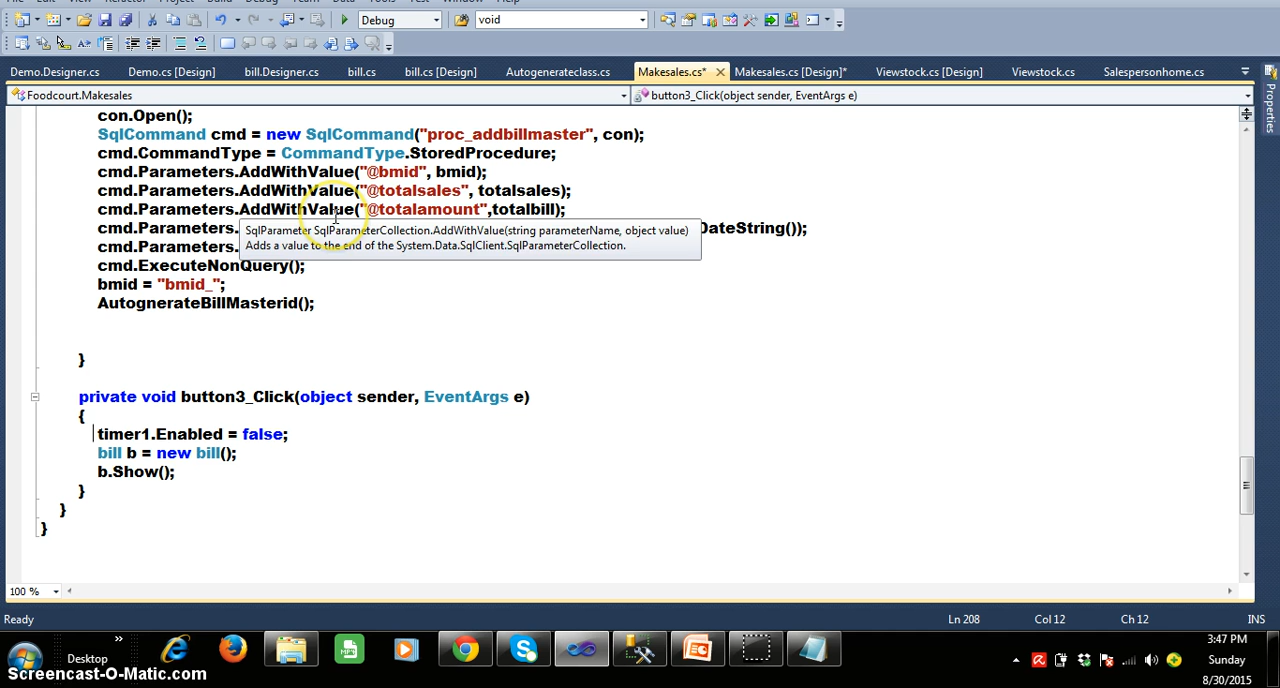 Debug
void
Demo.Designer.cs
Demo.cs [Design]
bill.Designer.cs
bill.cs
bill.cs [Design]
Autogenerateclass.cs
Makesales.cs*
Makesales.cs [Design]*
Viewstock.cs [Design]
Viewstock.cs
Salespersonhome.cs
Properties
Foodcourt.Makesales
button3_Click(object sender, EventArgs e)
con.Open();
SqlCommand cmd = new SqlCommand("proc_addbillmaster", con);
cmd.CommandType = CommandType.StoredProcedure;
cmd.Parameters.AddWithValue("@bmid", bmid);
cmd.Parameters.AddWithValue("@totalsales", totalsales);
cmd.Parameters.AddWithValue("@totalamount",totalbill);
cmd.Parameters. DateString());
SqlParameter SqlParameterCollection.AddWithValue(string parameterName, object value)
Adds a value to the end of the System.Data.SqlClient.SqlParameterCollection.
cmd.Parameters.
cmd.ExecuteNonQuery();
bmid = "bmid_";
AutognerateBillMasterid();
}
private void button3_Click(object sender, EventArgs e)
{
timer1.Enabled = false;
bill b = new bill();
b.Show();
}
}
}
100 %
Ready
Ln 208
Col 12
Ch 12
INS
Desktop
3:47 PM
Sunday
8/30/2015
Screencast-O-Matic.com